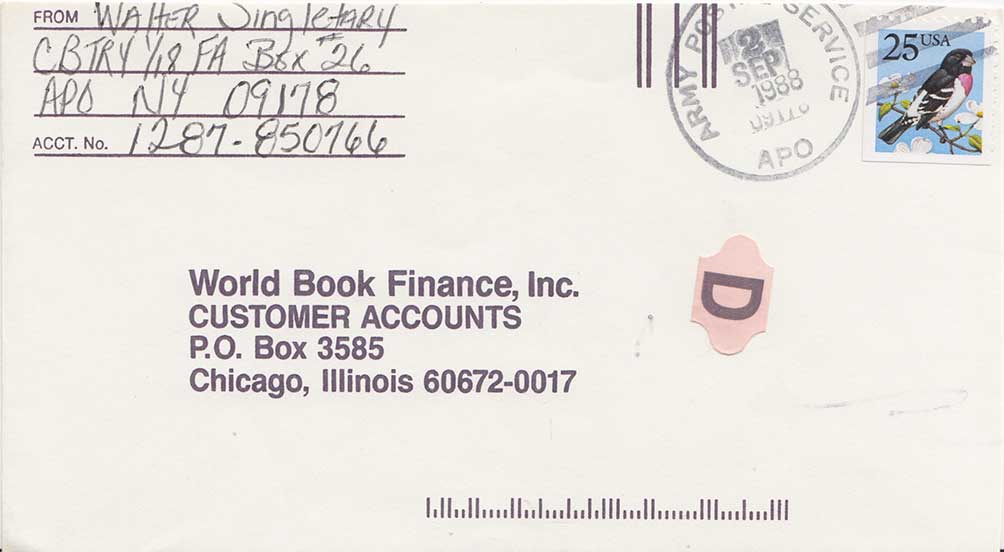 FROM Walter Singletary
C BTRY 1/18 FA Box #26
APO NY 09178
ACCT. No. 1287-850766
ARMY POSTAL SERVICE
2
SEP
1988
APO
25 USA
D
World Book Finance, Inc.
CUSTOMER ACCOUNTS
P.O. Box 3585
Chicago, Illinois 60672-0017